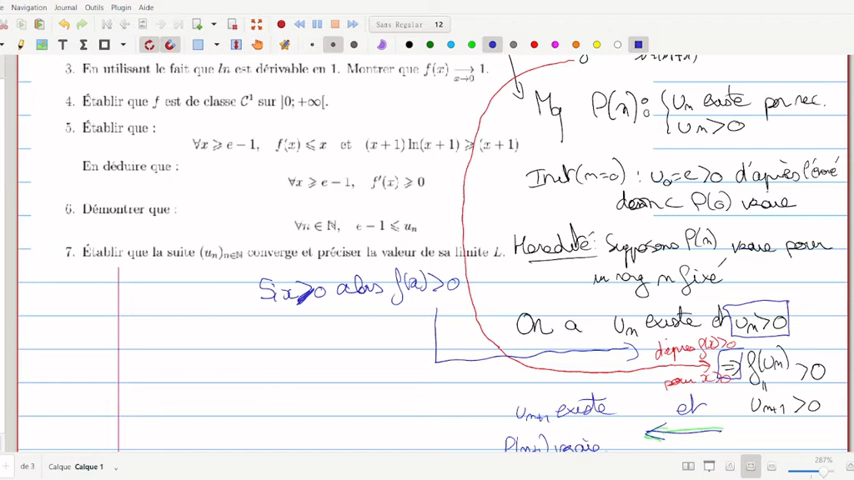 Navigation Journal Outils Plugin Aide
Sans Regular 12
3. En utilisant le fait que ln est dérivable en 1. Montrer que f(x) → 1.
x→0
4. Établir que f est de classe C¹ sur ]0; +∞[.
5. Établir que :
∀x ⩾ e − 1, f(x) ⩽ x et (x + 1) ln(x + 1) ⩾ (x + 1)
En déduire que :
∀x ⩾ e − 1, f'(x) ⩾ 0
6. Démontrer que :
∀n ∈ ℕ, e − 1 ⩽ uₙ
7. Établir que la suite (uₙ)ₙ∈ℕ converge et préciser la valeur de sa limite L.
Si x>0 alors f(x)>0
Mq P(n): { un existe par rec.
un>0
Init(n=0) : u0=e>0 d'après l'énoncé
donc P(0) vraie
Hérédité: Supposons P(n) vraie pour
un rang n fixé
On a un existe et un>0
d'après f(x)>0
pour x>0
⇒ f(un) >0
un+1 existe et un+1>0
P(n+1) vraie
de 3 Calque Calque 1
287%